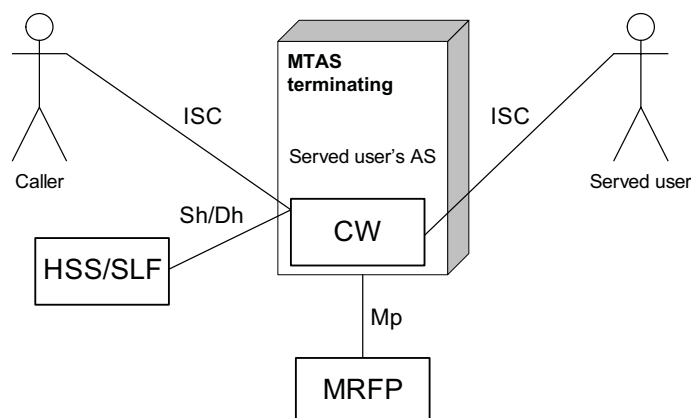 MTAS
terminating
ISC
ISC
Served user's AS
Caller
Served user
Sh/Dh
CW
HSS/SLF
Mp
MRFP